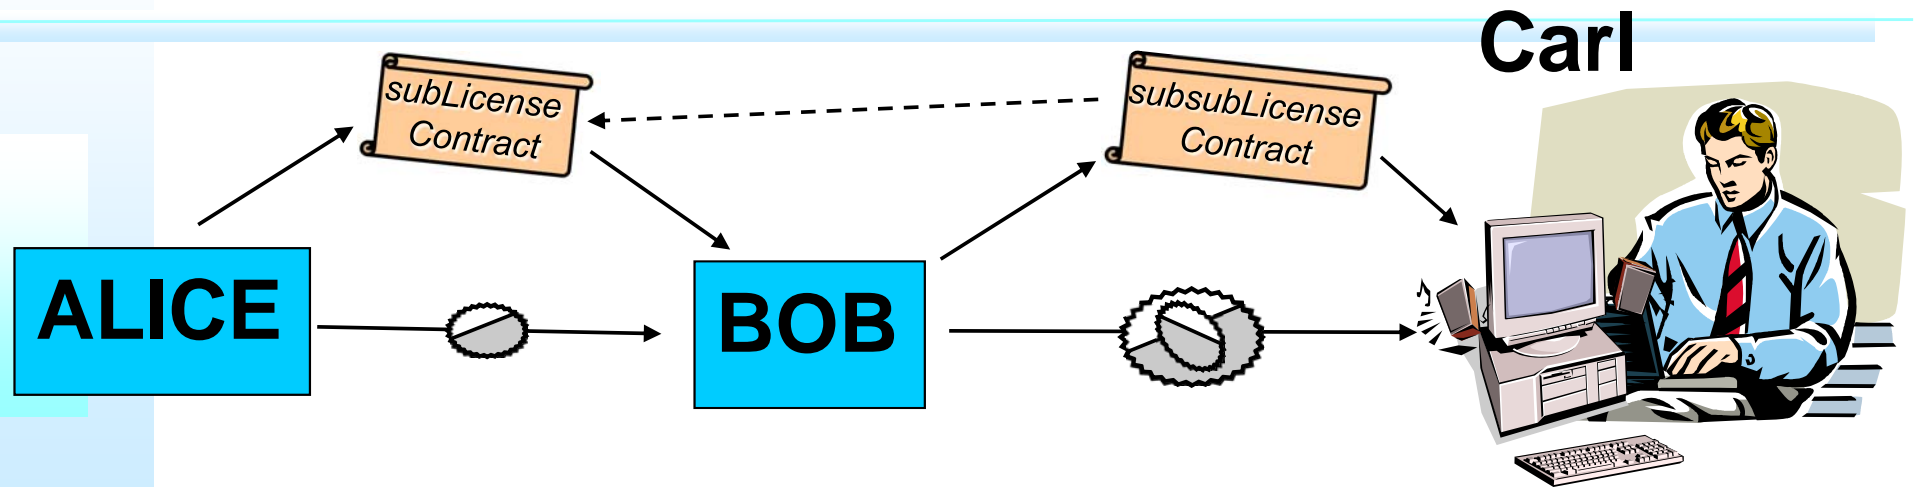 Carl
subLicense
Contract
subsubLicense
Contract
ALICE
BOB